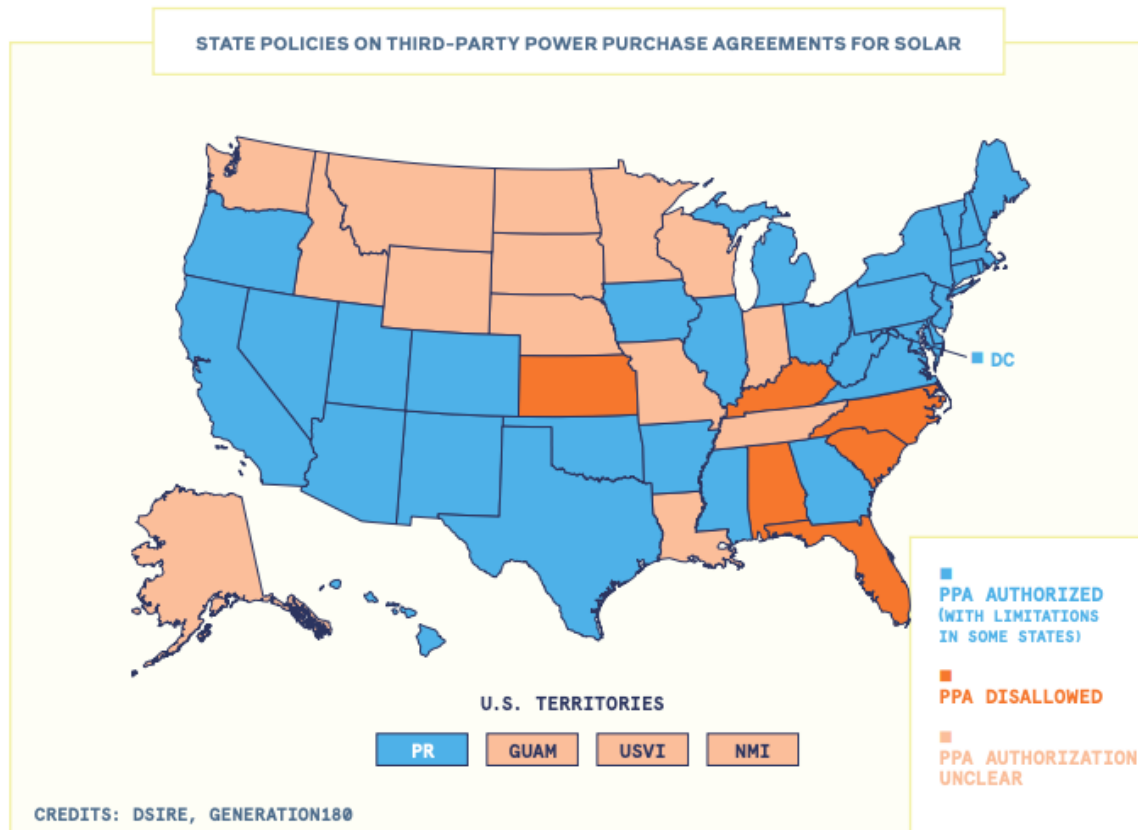 STATE POLICIES ON THIRD-PARTY POWER PURCHASE AGREEMENTS FOR SOLAR
DC
PPA AUTHORIZED
(WITH LIMITATIONS
IN SOME STATES)
PPA DISALLOWED
PPA AUTHORIZATION
UNCLEAR
U.S. TERRITORIES
PR GUAM USVI NMI
CREDITS: DSIRE, GENERATION180